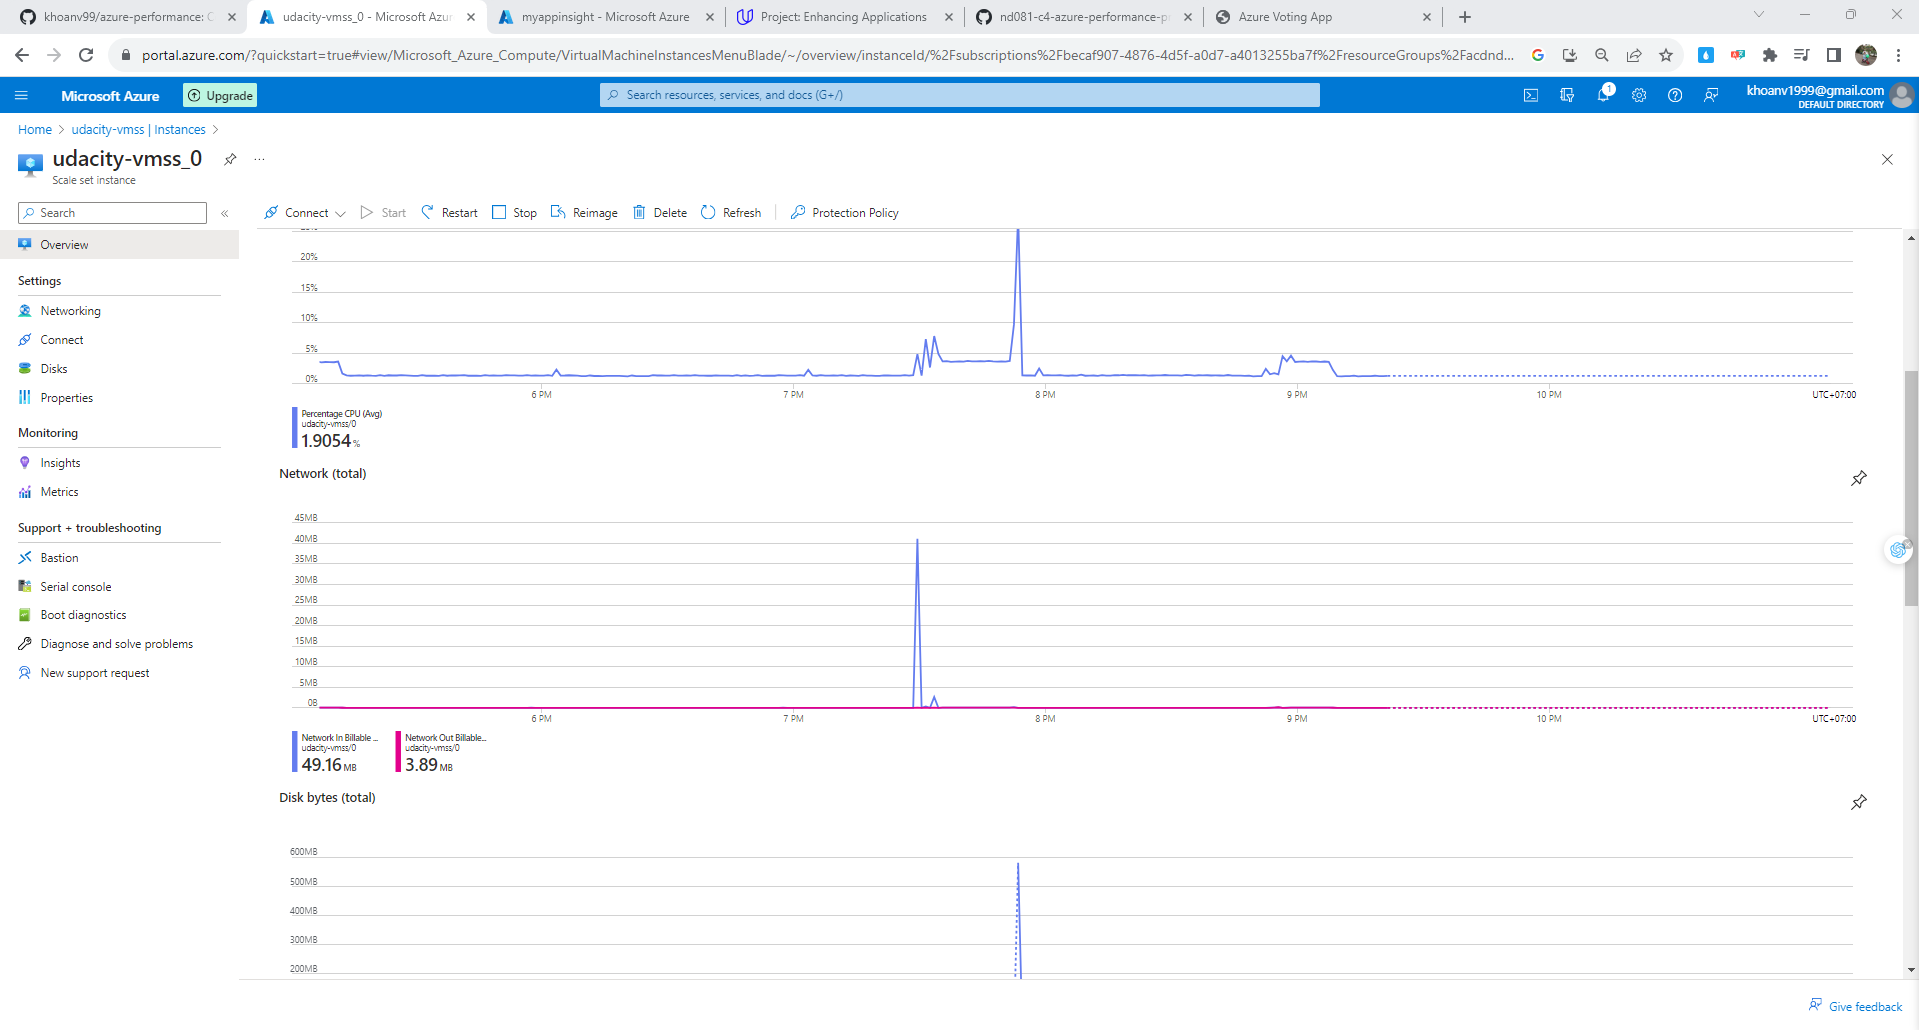 khoanv99/azure-performance: C
udacity-vmss_0 - Microsoft Azur
myappinsight - Microsoft Azure
Project: Enhancing Applications
nd081-c4-azure-performance-pr
Azure Voting App
portal.azure.com/?quickstart=true#view/Microsoft_Azure_Compute/VirtualMachineInstancesMenuBlade/~/overview/instanceId/%2Fsubscriptions%2Fbecaf907-4876-4d5f-a0d7-a4013255ba7f%2FresourceGroups%2Facdnd...
Microsoft Azure
Upgrade
Search resources, services, and docs (G+/)
1
khoanv1999@gmail.com
DEFAULT DIRECTORY
Home > udacity-vmss | Instances >
udacity-vmss_0
Scale set instance
Search
Connect
Start
Restart
Stop
Reimage
Delete
Refresh
Protection Policy
Overview
Settings
Networking
Connect
Disks
Properties
Monitoring
Insights
Metrics
Support + troubleshooting
Bastion
Serial console
Boot diagnostics
Diagnose and solve problems
New support request
20%
15%
10%
5%
0%
6 PM
7 PM
8 PM
9 PM
10 PM
UTC+07:00
Percentage CPU (Avg)
udacity-vmss/0
1.9054 %
Network (total)
45MB
40MB
35MB
30MB
25MB
20MB
15MB
10MB
5MB
0B
6 PM
7 PM
8 PM
9 PM
10 PM
UTC+07:00
Network In Billable ...
udacity-vmss/0
49.16 MB
Network Out Billable...
udacity-vmss/0
3.89 MB
Disk bytes (total)
600MB
500MB
400MB
300MB
200MB
Give feedback